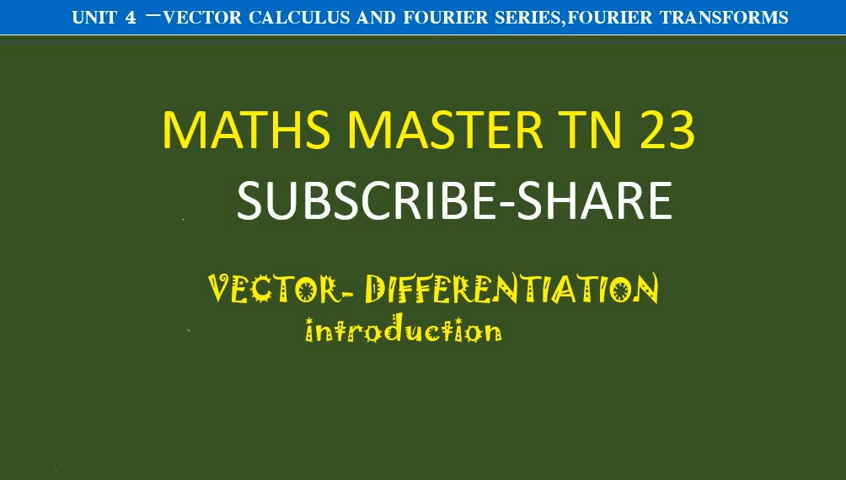 UNIT 4 –VECTOR CALCULUS AND FOURIER SERIES,FOURIER TRANSFORMS
MATHS MASTER TN 23
SUBSCRIBE-SHARE
VECTOR- DIFFERENTIATION
introduction